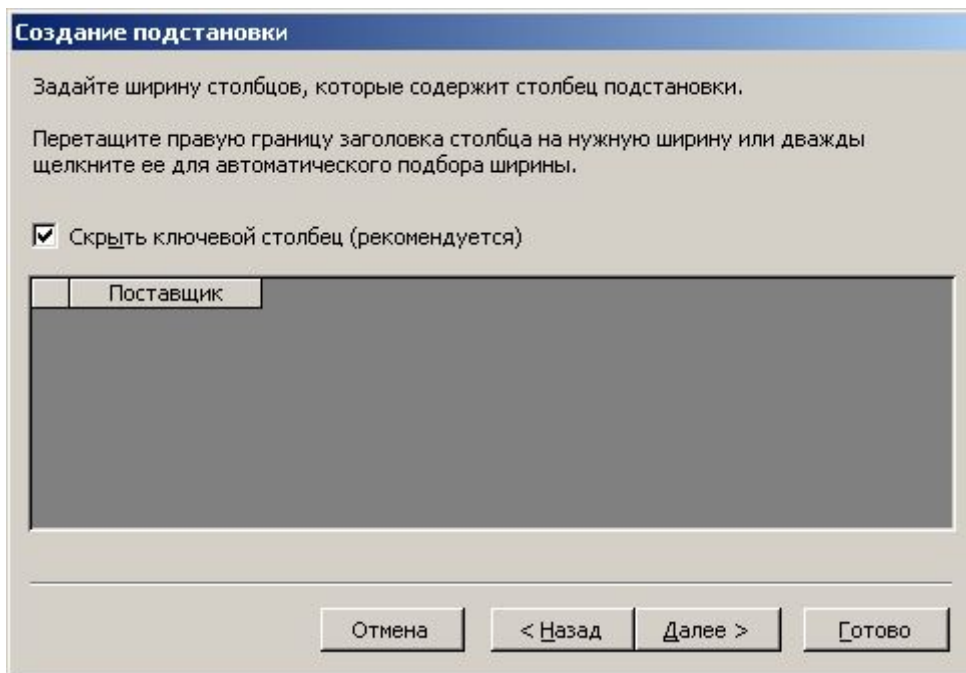 Создание подстановки
Задайте ширину столбцов, которые содержит столбец подстановки.
Перетащите правую границу заголовка столбца на нужную ширину или дважды
щелкните ее для автоматического подбора ширины.
Скрыть ключевой столбец (рекомендуется)
Поставщик
Отмена
< Назад
Далее >
Готово